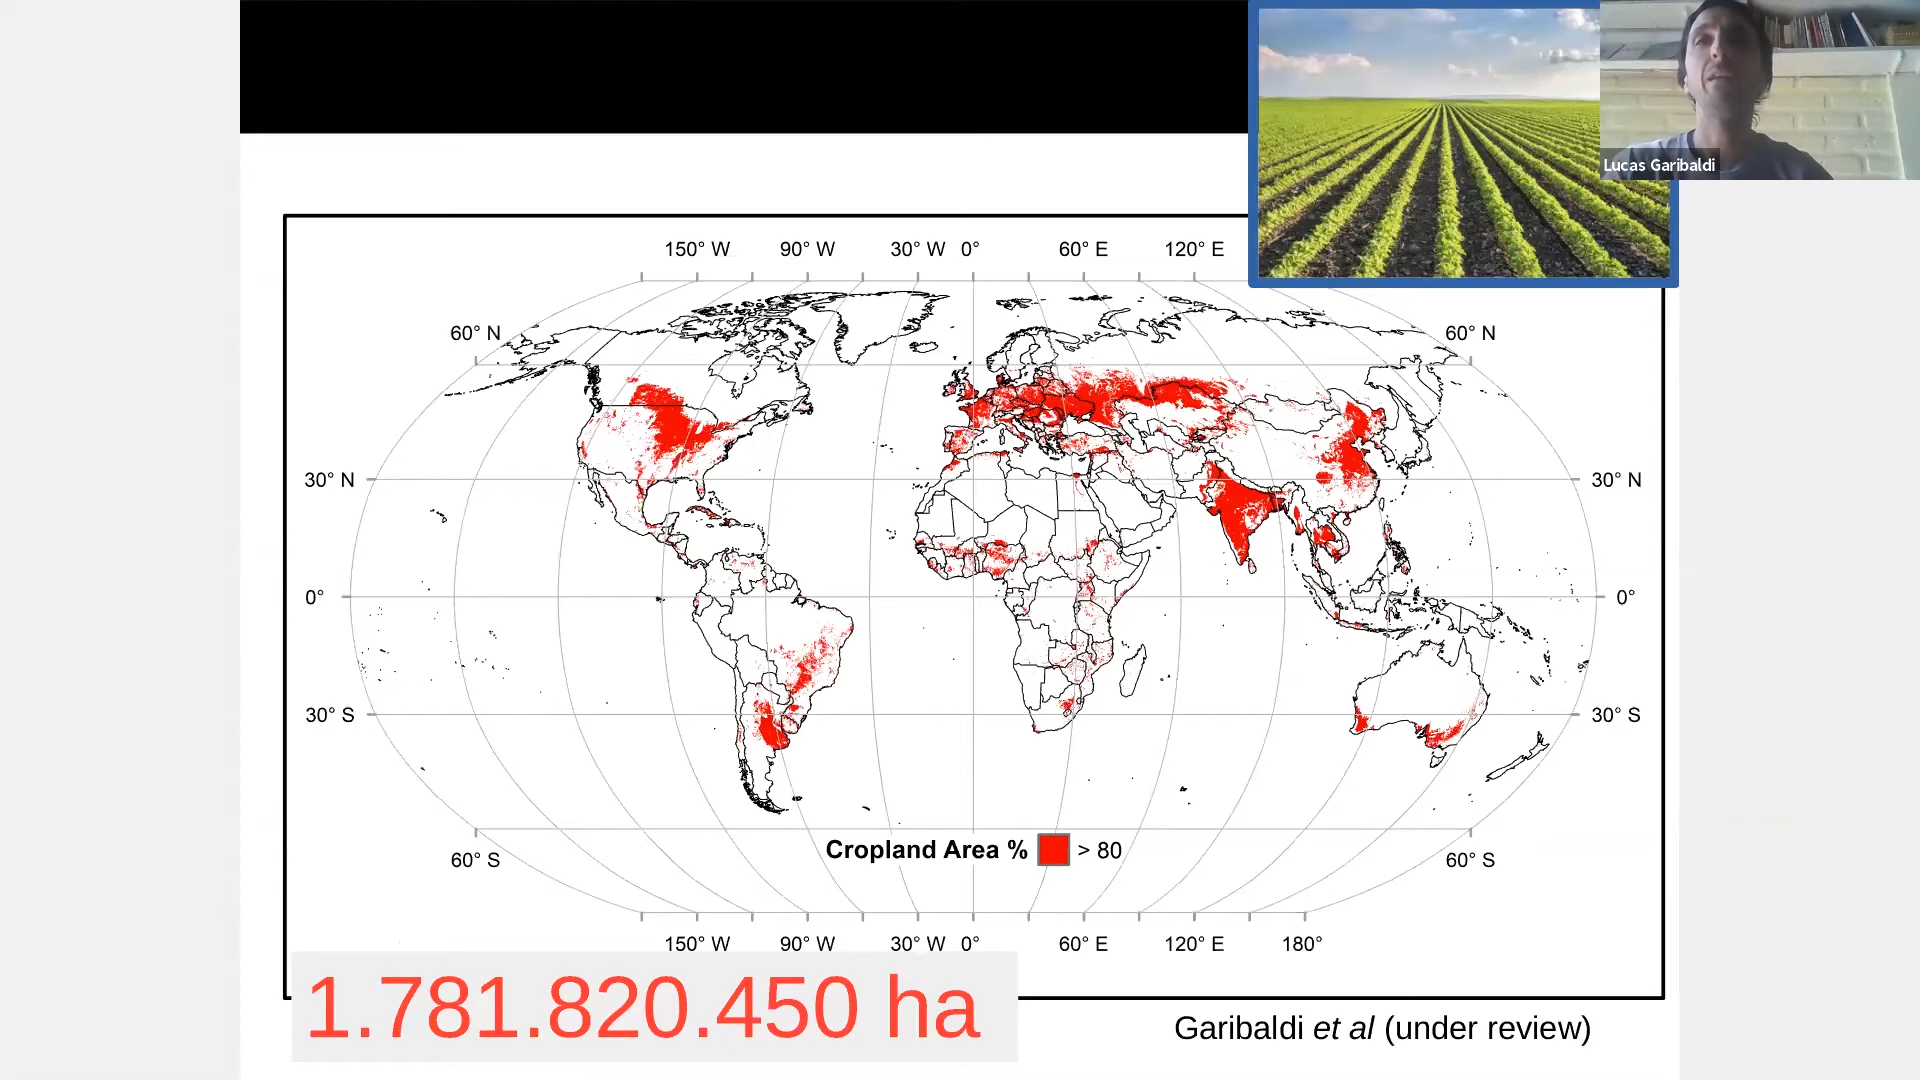 Lucas Garibaldi
150° W 90° W 30° W 0° 60° E 120° E
60° N 60° N
30° N 30° N
0° 0°
30° S 30° S
Cropland Area % > 80
60° S 60° S
150° W 90° W 30° W 0° 60° E 120° E 180°
1.781.820.450 ha
Garibaldi et al (under review)